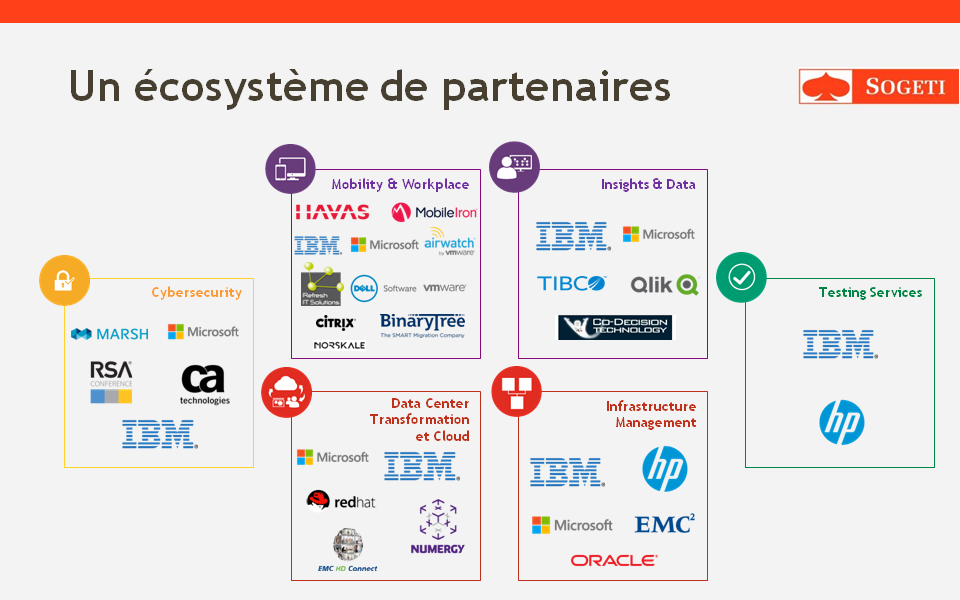 Un écosystème de partenaires
SOGETI
Mobility & Workplace
HAVAS
MobileIron
IBM
Microsoft
airwatch
by vmware
Refresh
IT Solutions
DELL Software
vmware
CITRIX
BINARYTREE
The SMART Migration Company
NORSKALE
Insights & Data
IBM
Microsoft
TIBCO
Qlik Q
CO-DECISION
TECHNOLOGY
Cybersecurity
MARSH
Microsoft
RSA
CONFERENCE
ca
technologies
IBM
Testing Services
IBM
hp
Data Center
Transformation
et Cloud
Microsoft
IBM
redhat
NUMERGY
EMC HD Connect
Infrastructure
Management
IBM
hp
Microsoft
EMC²
ORACLE